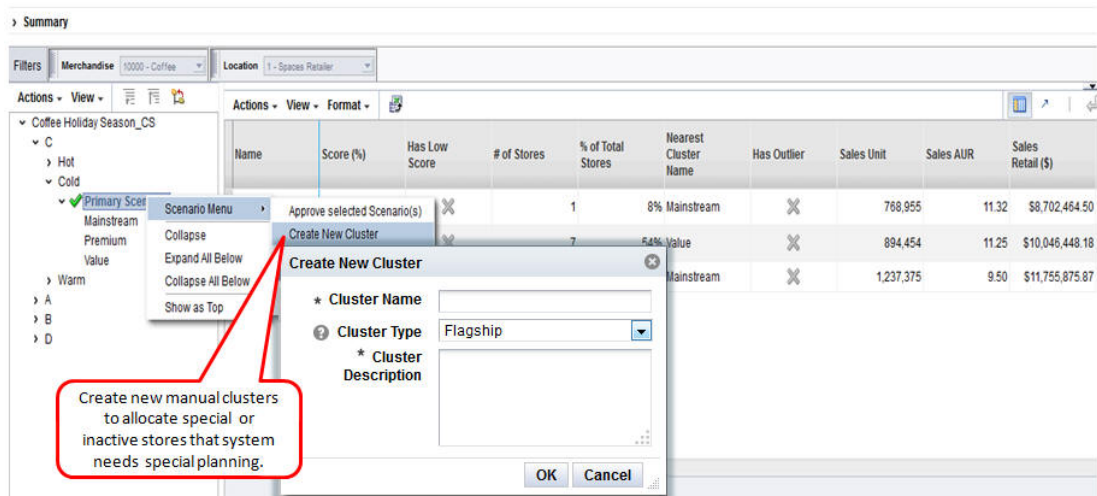 Summary
Filters
Merchandise 10000 - Coffee
Location 1 - Spaces Retailer
Actions View
Actions View Format
Coffee Holiday Season_CS
C
Hot
Cold
Primary Scen
Mainstream
Premium
Value
Warm
A
B
D
Name
Score (%)
Has Low
Score
# of Stores
% of Total
Stores
Nearest
Cluster
Name
Has Outlier
Sales Unit
Sales AUR
Sales
Retail ($)
1 8% Mainstream 768,955 11.32 $8,702,464.50
7 54% Value 894,454 11.25 $10,046,448.18
Mainstream 1,237,375 9.50 $11,755,875.87
Scenario Menu
Collapse
Expand All Below
Collapse All Below
Show as Top
Approve selected Scenario(s)
Create New Cluster
Create New Cluster
* Cluster Name
Cluster Type Flagship
* Cluster
Description
OK Cancel
Create new manual clusters
to allocate special or
inactive stores that system
needs special planning.